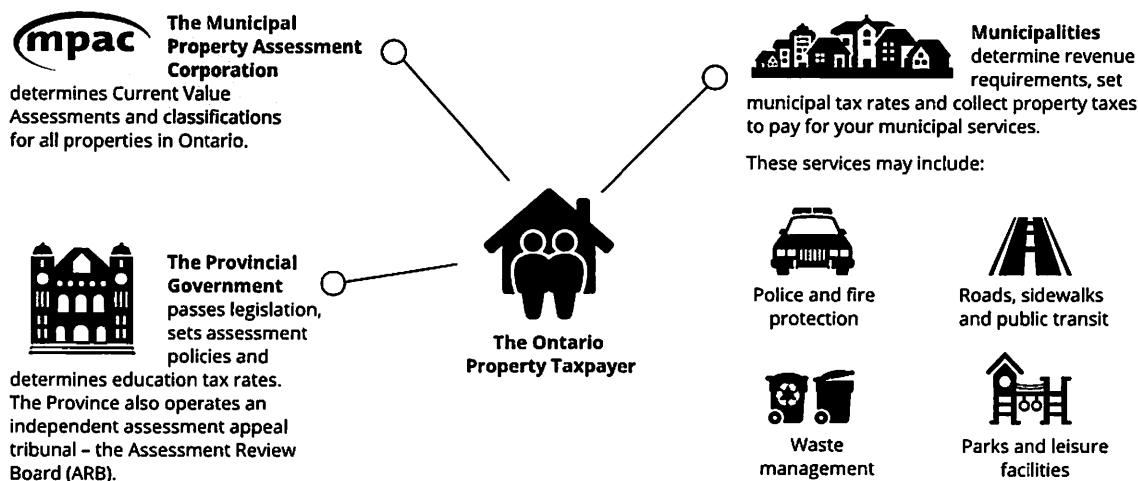 mpac
The Municipal
Property Assessment
Corporation
determines Current Value
Assessments and classifications
for all properties in Ontario.
Municipalities
determine revenue
requirements, set
municipal tax rates and collect property taxes
to pay for your municipal services.
These services may include:
Police and fire
protection
Roads, sidewalks
and public transit
Waste
management
Parks and leisure
facilities
The Provincial
Government
passes legislation,
sets assessment
policies and
determines education tax rates.
The Province also operates an
independent assessment appeal
tribunal – the Assessment Review
Board (ARB).
The Ontario
Property Taxpayer